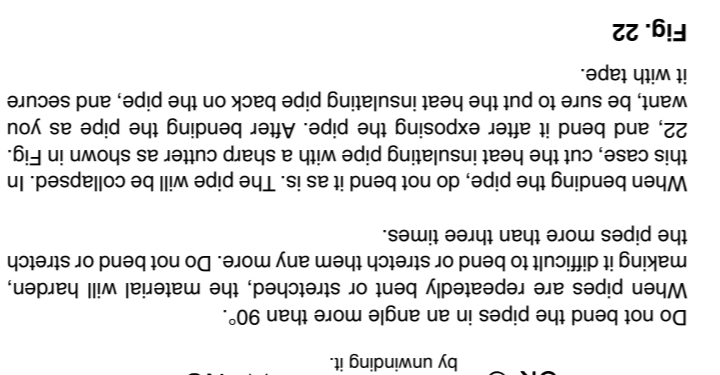 by unwinding it.
Do not bend the pipes in an angle more than 90°.
When pipes are repeatedly bent or stretched, the material will harden,
making it difficult to bend or stretch them any more. Do not bend or stretch
the pipes more than three times.
When bending the pipe, do not bend it as is. The pipe will be collapsed. In
this case, cut the heat insulating pipe with a sharp cutter as shown in Fig.
22, and bend it after exposing the pipe. After bending the pipe as you
want, be sure to put the heat insulating pipe back on the pipe, and secure
it with tape.
Fig. 22